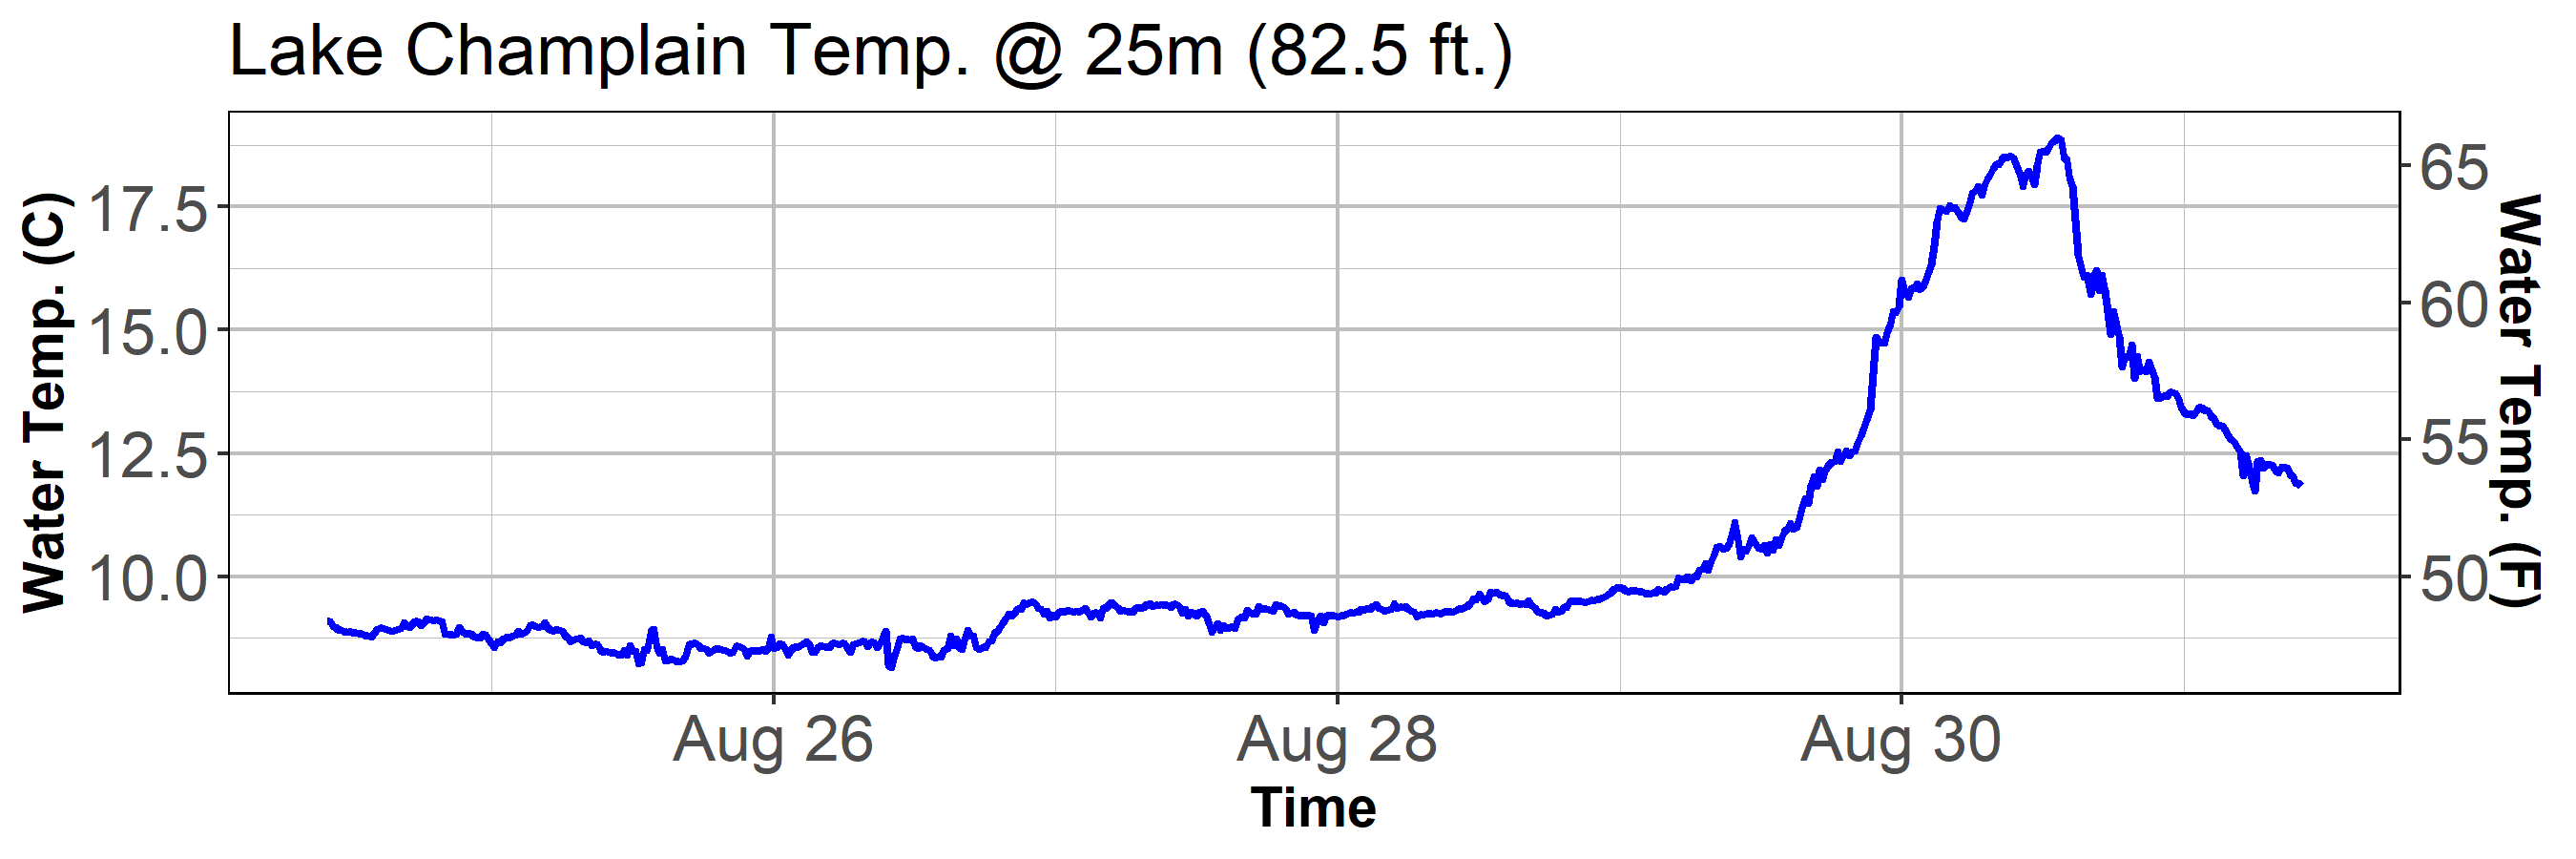 Lake Champlain Temp. @ 25m (82.5 ft.)
Water Temp. (C)
17.5
15.0
12.5
10.0
65
60
55
50
Water Temp. (F)
Aug 26
Aug 28
Aug 30
Time